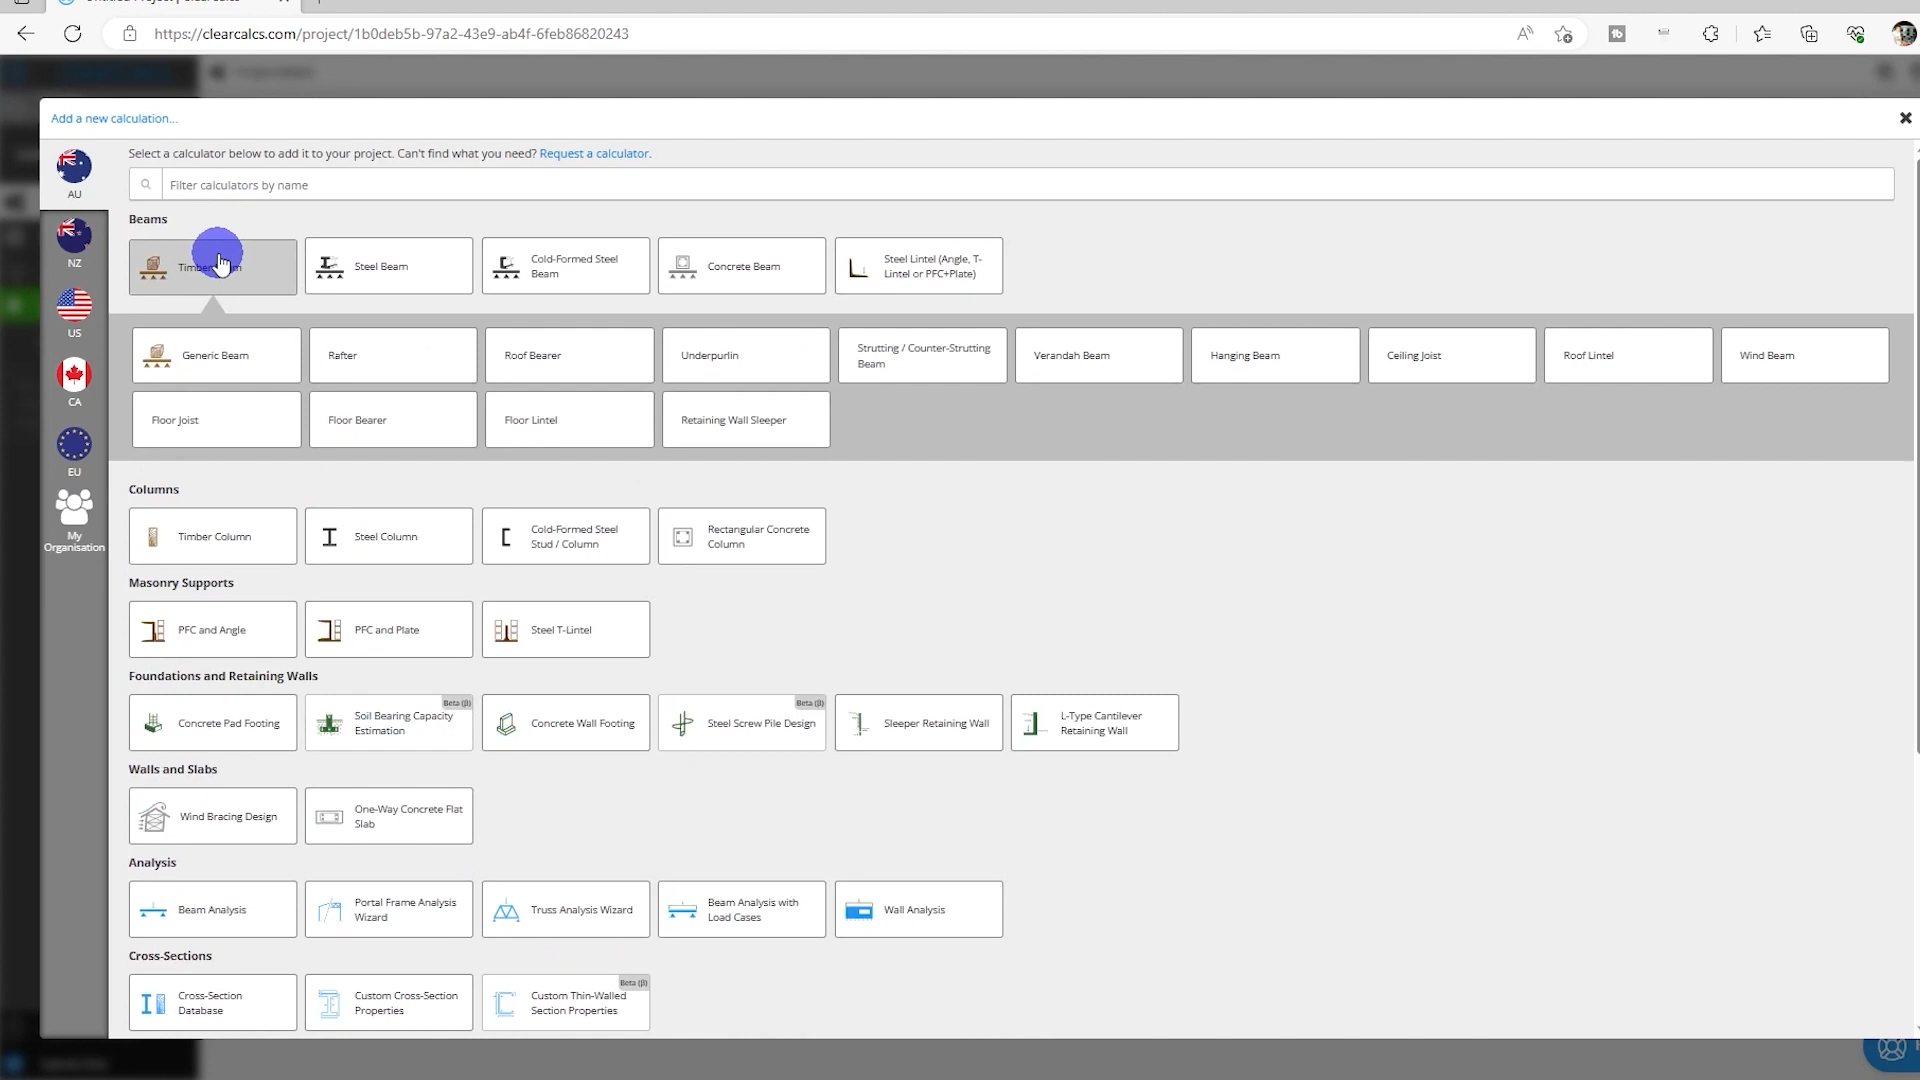 https://clearcalcs.com/project/1b0deb5b-97a2-43e9-ab4f-6feb86820243
Add a new calculation...
Select a calculator below to add it to your project. Can't find what you need? Request a calculator.
AU
Filter calculators by name
Beams
NZ
Steel Beam
Cold-Formed Steel
Beam
Concrete Beam
Steel Lintel (Angle, T-
Lintel or PFC+Plate)
US
Generic Beam
Rafter
Roof Bearer
Underpurlin
Strutting / Counter-Strutting
Beam
Verandah Beam
Hanging Beam
Ceiling Joist
Roof Lintel
Wind Beam
CA
Floor Joist
Floor Bearer
Floor Lintel
Retaining Wall Sleeper
EU
My
Organisation
Columns
Timber Column
Steel Column
Cold-Formed Steel
Stud / Column
Rectangular Concrete
Column
Masonry Supports
PFC and Angle
PFC and Plate
Steel T-Lintel
Foundations and Retaining Walls
Concrete Pad Footing
Beta (β)
Soil Bearing Capacity
Estimation
Concrete Wall Footing
Beta (β)
Steel Screw Pile Design
Sleeper Retaining Wall
L-Type Cantilever
Retaining Wall
Walls and Slabs
Wind Bracing Design
One-Way Concrete Flat
Slab
Analysis
Beam Analysis
Portal Frame Analysis
Wizard
Truss Analysis Wizard
Beam Analysis with
Load Cases
Wall Analysis
Cross-Sections
Cross-Section
Database
Custom Cross-Section
Properties
Beta (β)
Custom Thin-Walled
Section Properties